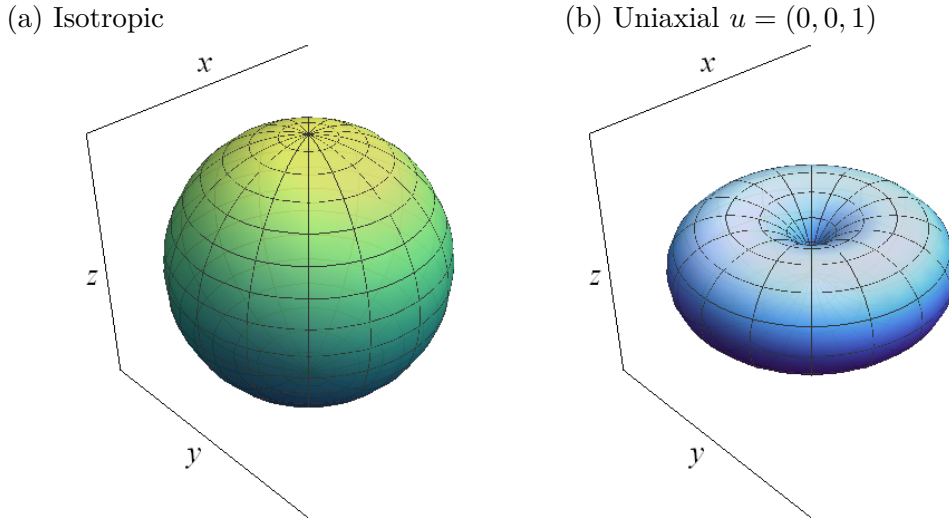 (a) Isotropic
(b) Uniaxial u = (0, 0, 1)
x
z
y
x
z
y